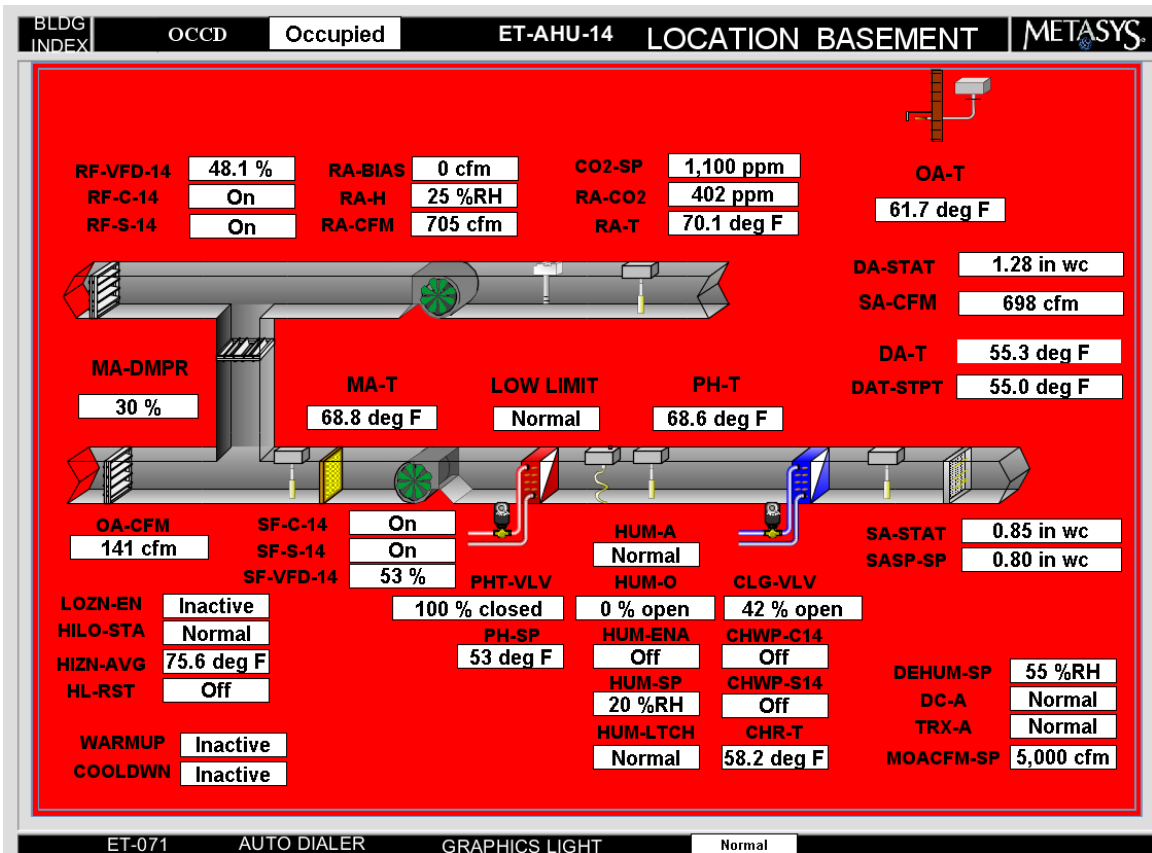 BLDG INDEX OCCD Occupied ET-AHU-14 LOCATION BASEMENT METASYS.
RF-VFD-14 48.1 % RA-BIAS 0 cfm CO2-SP 1,100 ppm OA-T
RF-C-14 On RA-H 25 %RH RA-CO2 402 ppm 61.7 deg F
RF-S-14 On RA-CFM 705 cfm RA-T 70.1 deg F
DA-STAT 1.28 in wc
SA-CFM 698 cfm
DA-T 55.3 deg F
DAT-STPT 55.0 deg F
MA-DMPR MA-T LOW LIMIT PH-T
30 % 68.8 deg F Normal 68.6 deg F
OA-CFM SF-C-14 On HUM-A SA-STAT 0.85 in wc
141 cfm SF-S-14 On Normal SASP-SP 0.80 in wc
SF-VFD-14 53 %
PHT-VLV HUM-O CLG-VLV
100 % closed 0 % open 42 % open
LOZN-EN Inactive
HILO-STA Normal
HIZN-AVG 75.6 deg F
HL-RST Off
PH-SP HUM-ENA CHWP-C14
53 deg F Off Off
HUM-SP CHWP-S14
20 %RH Off
HUM-LTCH CHR-T
Normal 58.2 deg F
DEHUM-SP 55 %RH
DC-A Normal
TRX-A Normal
MOACFM-SP 5,000 cfm
WARMUP Inactive
COOLDWN Inactive
ET-071 AUTO DIALER GRAPHICS LIGHT Normal